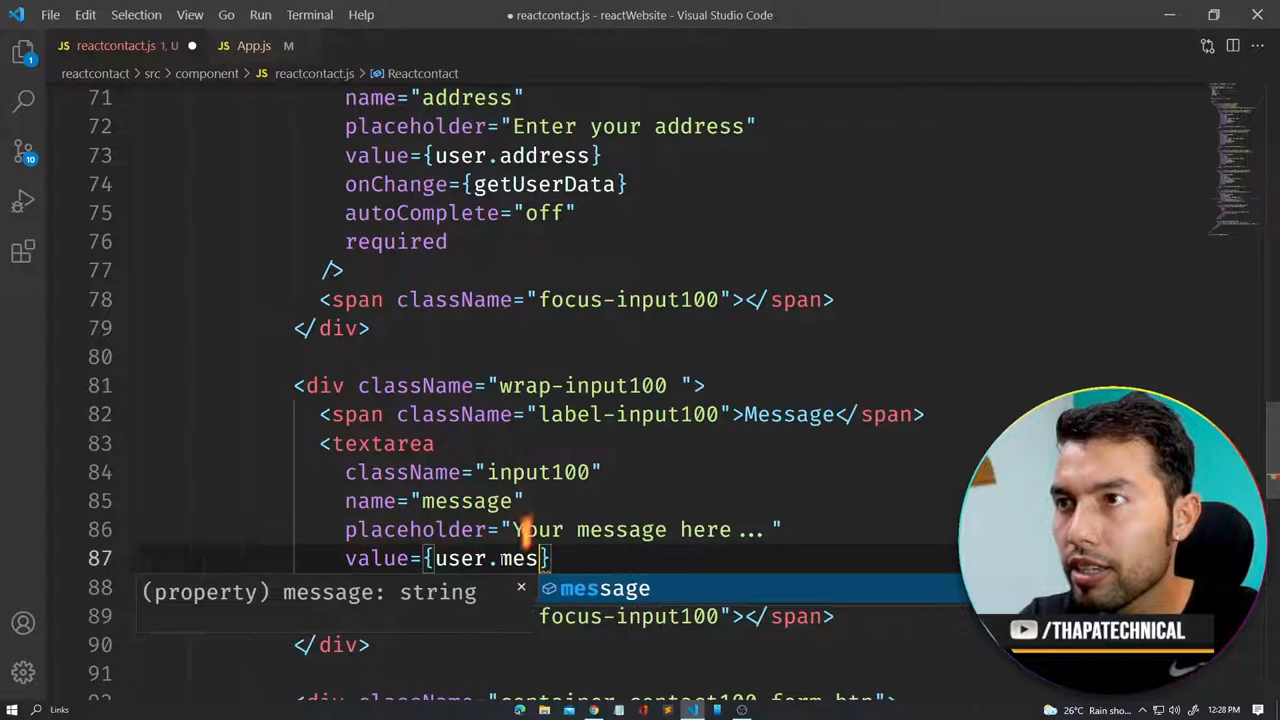 File Edit Selection View Go Run Terminal Help ● reactcontact.js - reactWebsite - Visual Studio Code
JS reactcontact.js 1, U ● JS App.js M
reactcontact > src > component > JS reactcontact.js > Reactcontact
71 name="address"
72 placeholder="Enter your address"
73 value={user.address}
74 onChange={getUserData}
75 autoComplete="off"
76 required
77 />
78 <span className="focus-input100"></span>
79 </div>
80
81 <div className="wrap-input100 ">
82 <span className="label-input100">Message</span>
83 <textarea
84 className="input100"
85 name="message"
86 placeholder="Your message here..."
87 value={user.mes}
88 (property) message: string × message
89 focus-input100"></span>
90 </div>
91
1
10
/THAPATECHNICAL
Links 26°C Rain sho... 12:28 PM